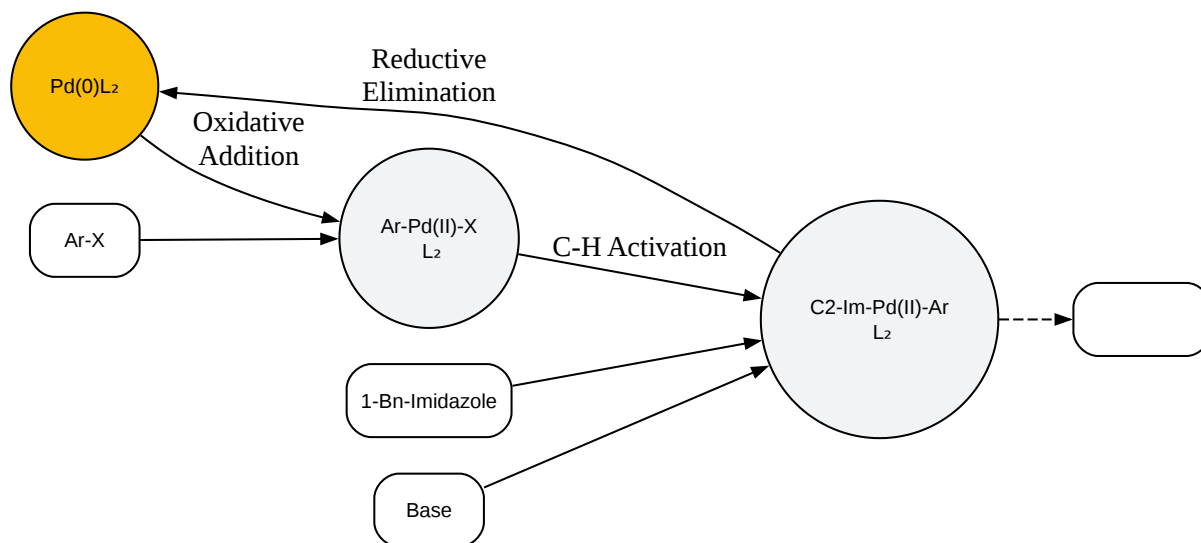 Pd(0)L₂
Reductive
Elimination
Oxidative
Addition
Ar-X
Ar-Pd(II)-X
L₂
C-H Activation
C2-Im-Pd(II)-Ar
L₂
1-Bn-Imidazole
Base